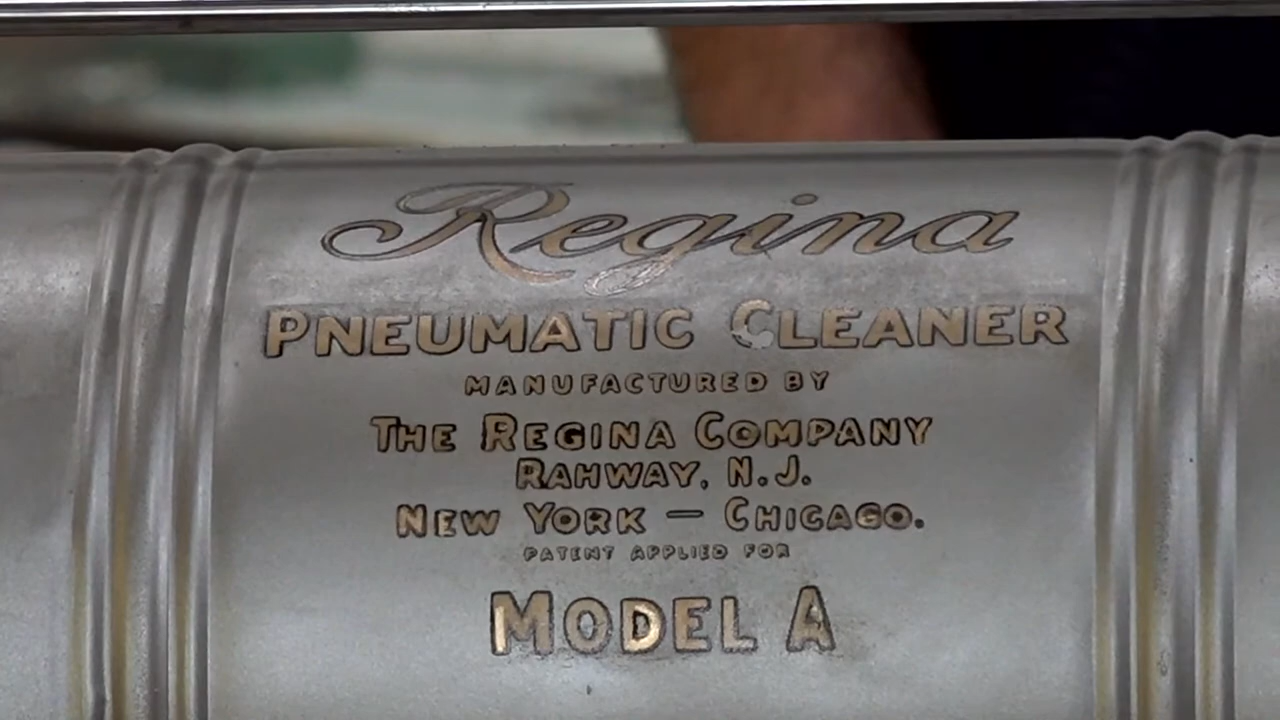 Regina
PNEUMATIC CLEANER
MANUFACTURED BY
THE REGINA COMPANY
RAHWAY, N.J.
NEW YORK — CHICAGO.
PATENT APPLIED FOR
MODEL A